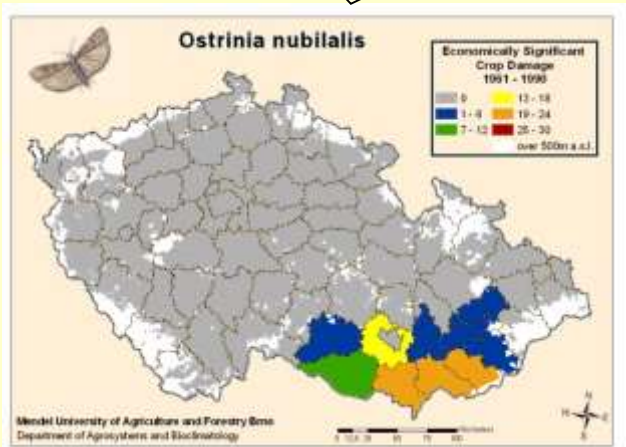 Ostrinia nubilalis
Economically Significant
Crop Damage
1961 - 1990
0
1 - 6
7 - 12
13 - 18
19 - 24
25 - 30
over 500m a.s.l.
N
S
Mendel University of Agriculture and Forestry Brno
Department of Agrosystems and Bioclimatology